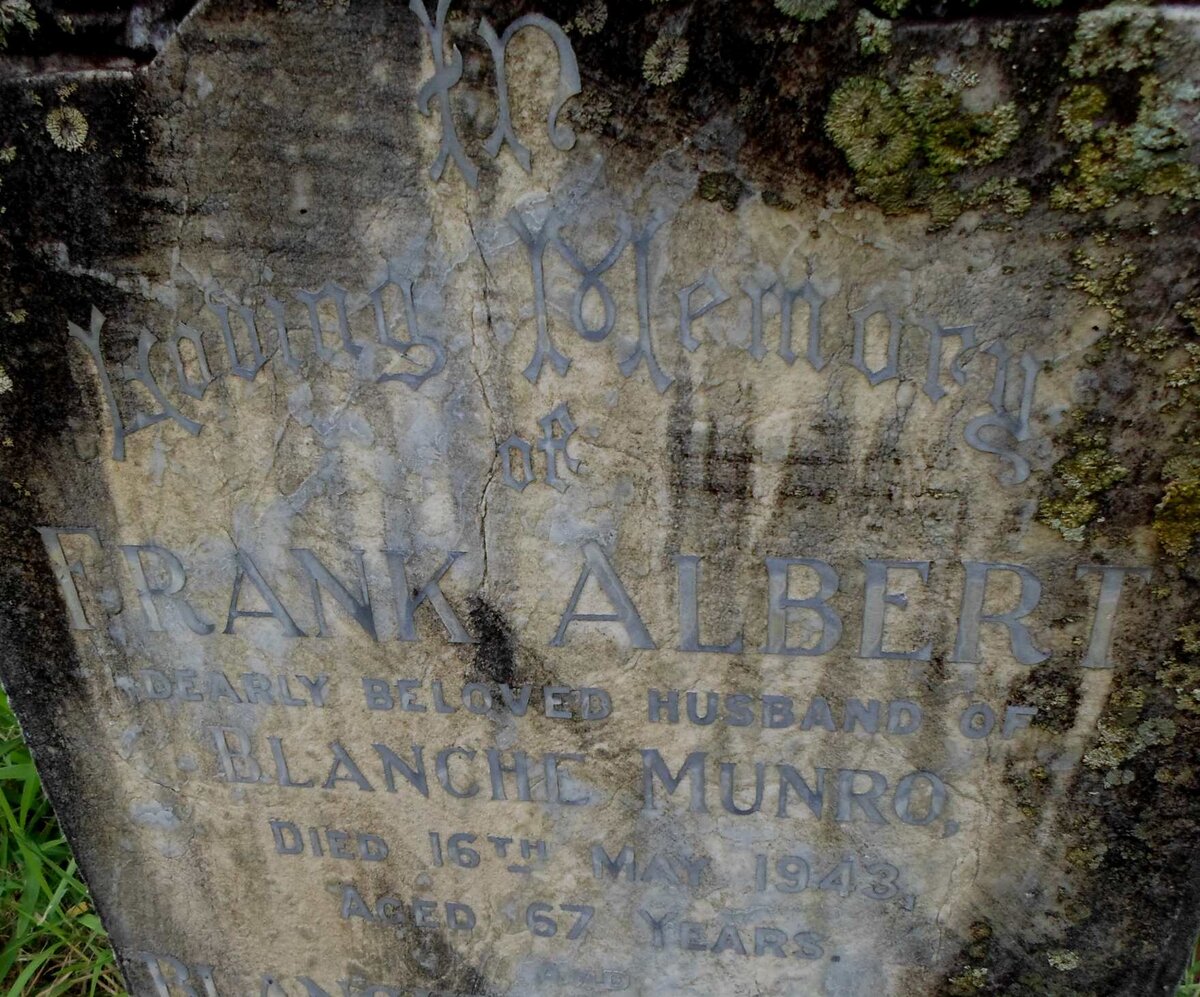 In
Loving Memory
of
FRANK ALBERT
DEARLY BELOVED HUSBAND OF
BLANCHE MUNRO,
DIED 16TH MAY 1943,
AGED 67 YEARS.
AND